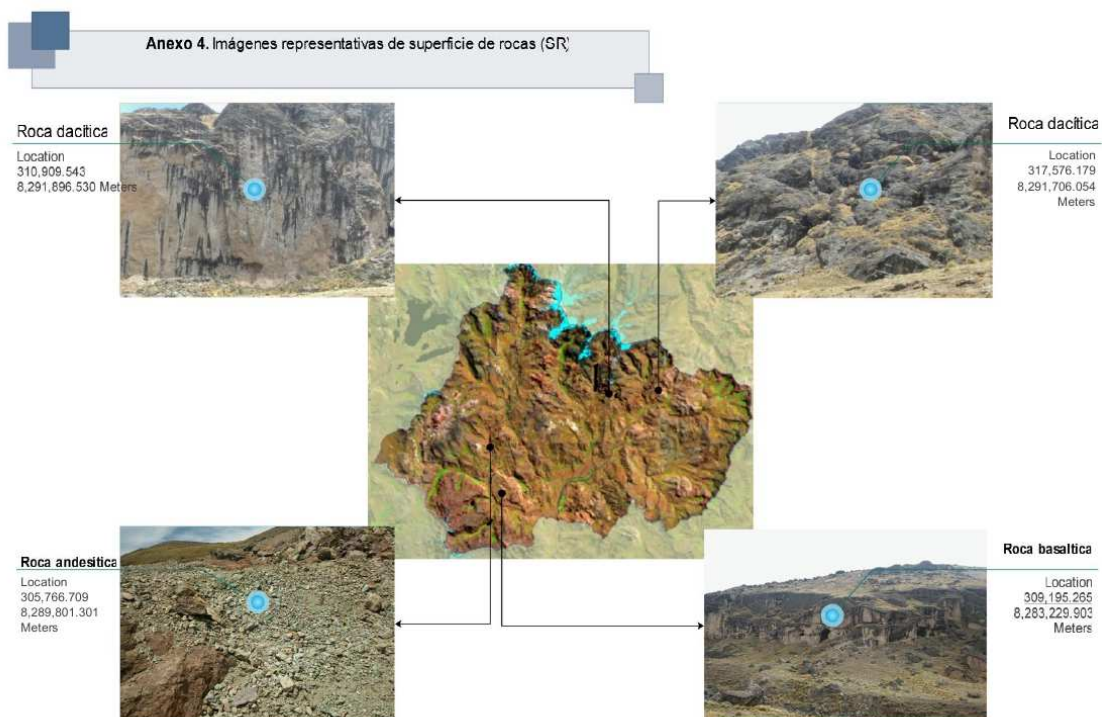 Anexo 4. Imágenes representativas de superficie de rocas (SR)
Roca dacítica
Location
310,909.543
8,291,896.530 Meters
Roca dacítica
Location
317,576.179
8,291,706.054
Meters
Roca andesitica
Location
305,766.709
8,289,801.301
Meters
Roca basaltica
Location
309,195.265
8,283,229.903
Meters